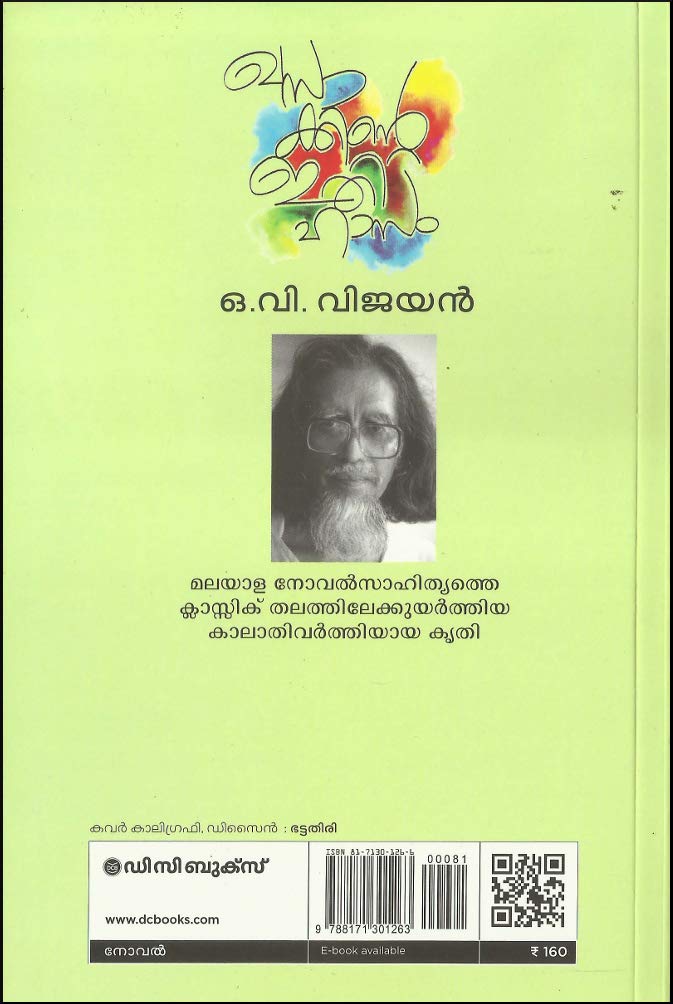 ഖസാ
ക്കിന്റെ
ഇതി
ഹാസം
ഒ.വി. വിജയൻ
മലയാള നോവൽസാഹിത്യത്തെ
ക്ലാസ്സിക് തലത്തിലേക്കുയർത്തിയ
കാലാതിവർത്തിയായ കൃതി
കവർ കാലിഗ്രഫി, ഡിസൈൻ : ഭട്ടതിരി
ഡി സി ബുക്സ്
www.dcbooks.com
നോവൽ
ISBN 81-7130-126-6
00081
9 788171 301263
E-book available
₹ 160